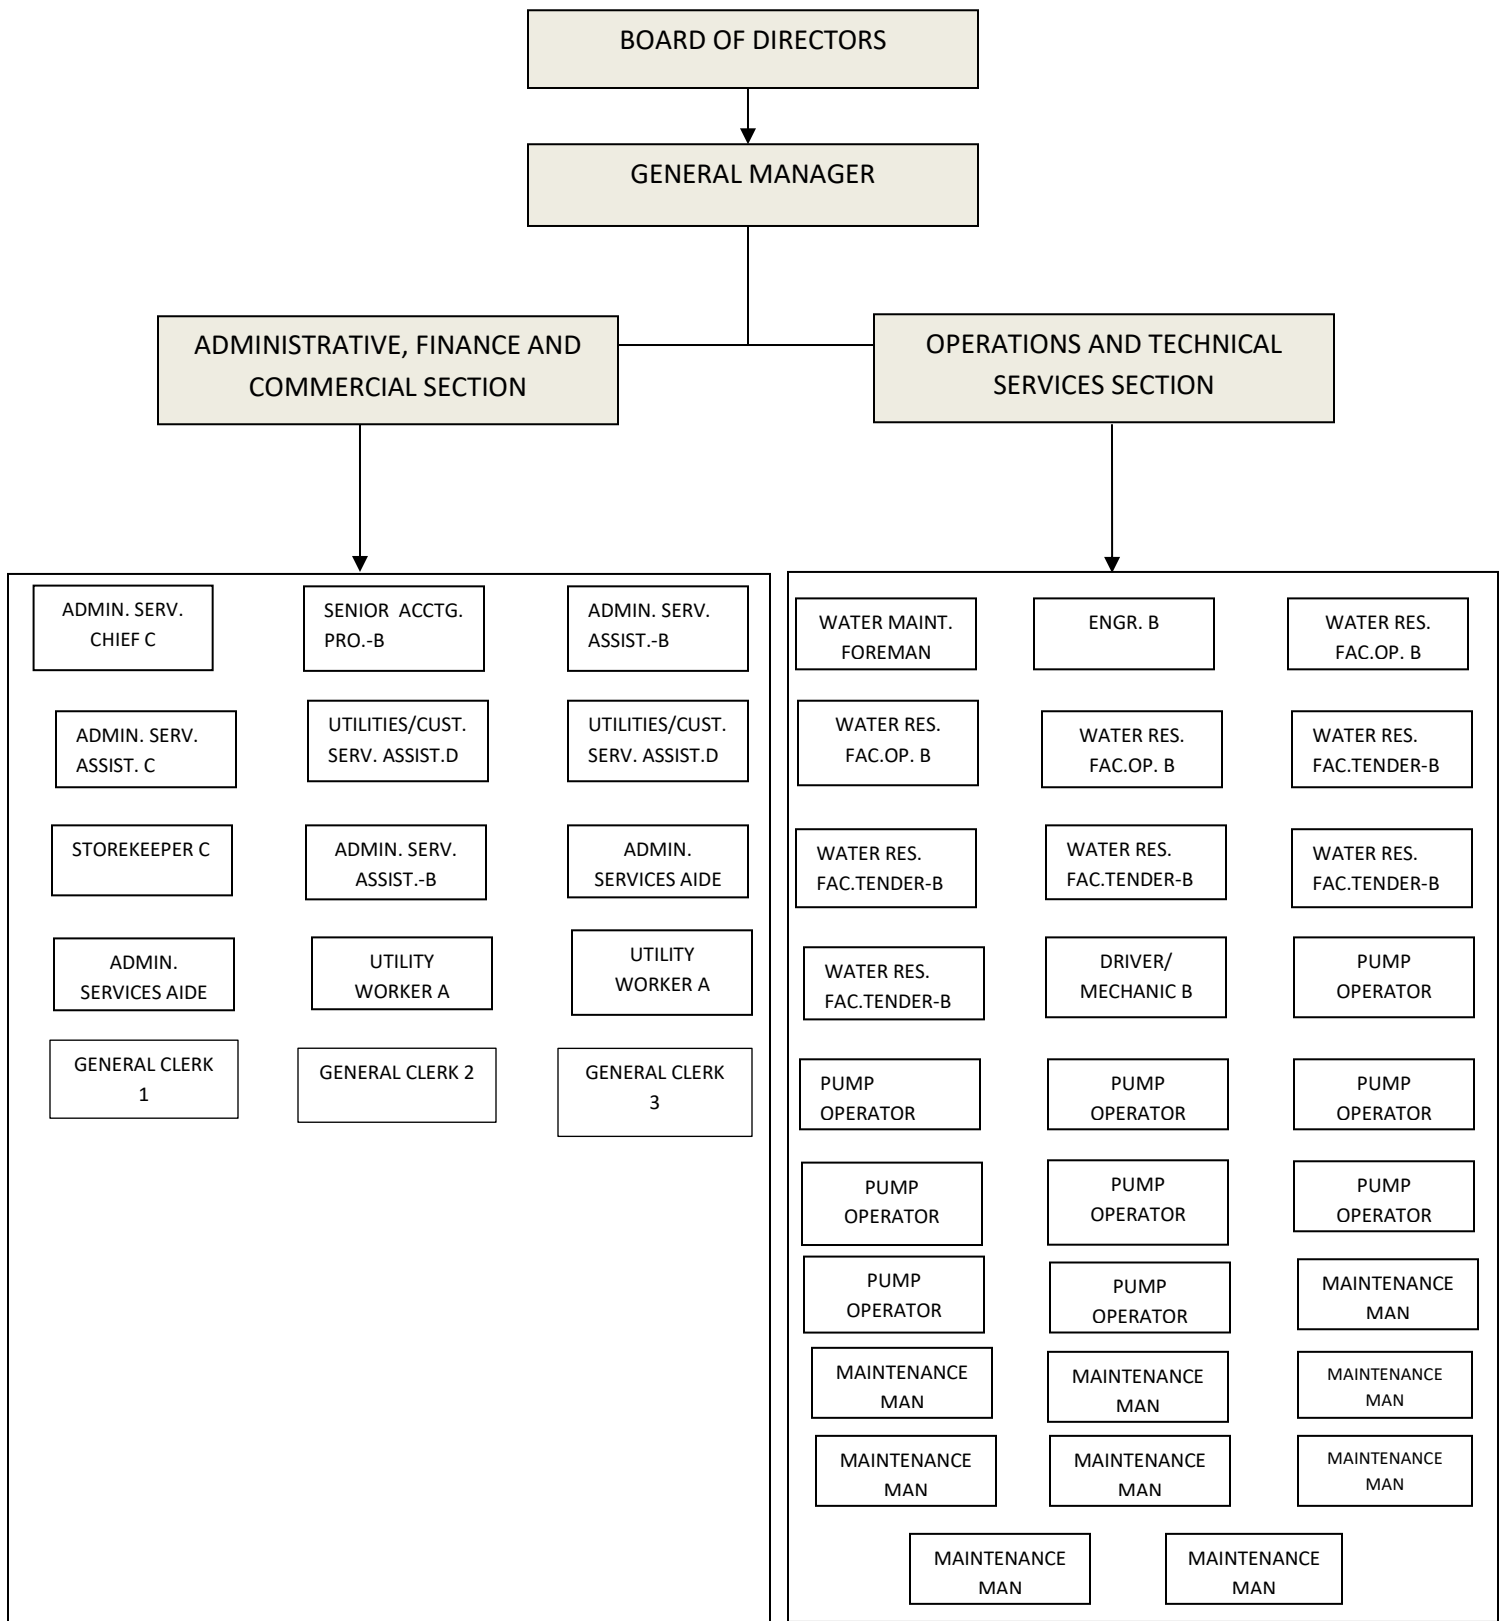 BOARD OF DIRECTORS
GENERAL MANAGER
ADMINISTRATIVE, FINANCE AND
COMMERCIAL SECTION
OPERATIONS AND TECHNICAL
SERVICES SECTION
ADMIN. SERV.
CHIEF C
SENIOR ACCTG.
PRO.-B
ADMIN. SERV.
ASSIST.-B
ADMIN. SERV.
ASSIST. C
UTILITIES/CUST.
SERV. ASSIST.D
UTILITIES/CUST.
SERV. ASSIST.D
STOREKEEPER C
ADMIN. SERV.
ASSIST.-B
ADMIN.
SERVICES AIDE
ADMIN.
SERVICES AIDE
UTILITY
WORKER A
UTILITY
WORKER A
GENERAL CLERK
1
GENERAL CLERK 2
GENERAL CLERK
3
WATER MAINT.
FOREMAN
ENGR. B
WATER RES.
FAC.OP. B
WATER RES.
FAC.OP. B
WATER RES.
FAC.OP. B
WATER RES.
FAC.TENDER-B
WATER RES.
FAC.TENDER-B
WATER RES.
FAC.TENDER-B
WATER RES.
FAC.TENDER-B
WATER RES.
FAC.TENDER-B
DRIVER/
MECHANIC B
PUMP
OPERATOR
PUMP
OPERATOR
PUMP
OPERATOR
PUMP
OPERATOR
PUMP
OPERATOR
PUMP
OPERATOR
PUMP
OPERATOR
PUMP
OPERATOR
PUMP
OPERATOR
MAINTENANCE
MAN
MAINTENANCE
MAN
MAINTENANCE
MAN
MAINTENANCE
MAN
MAINTENANCE
MAN
MAINTENANCE
MAN
MAINTENANCE
MAN
MAINTENANCE
MAN
MAINTENANCE
MAN